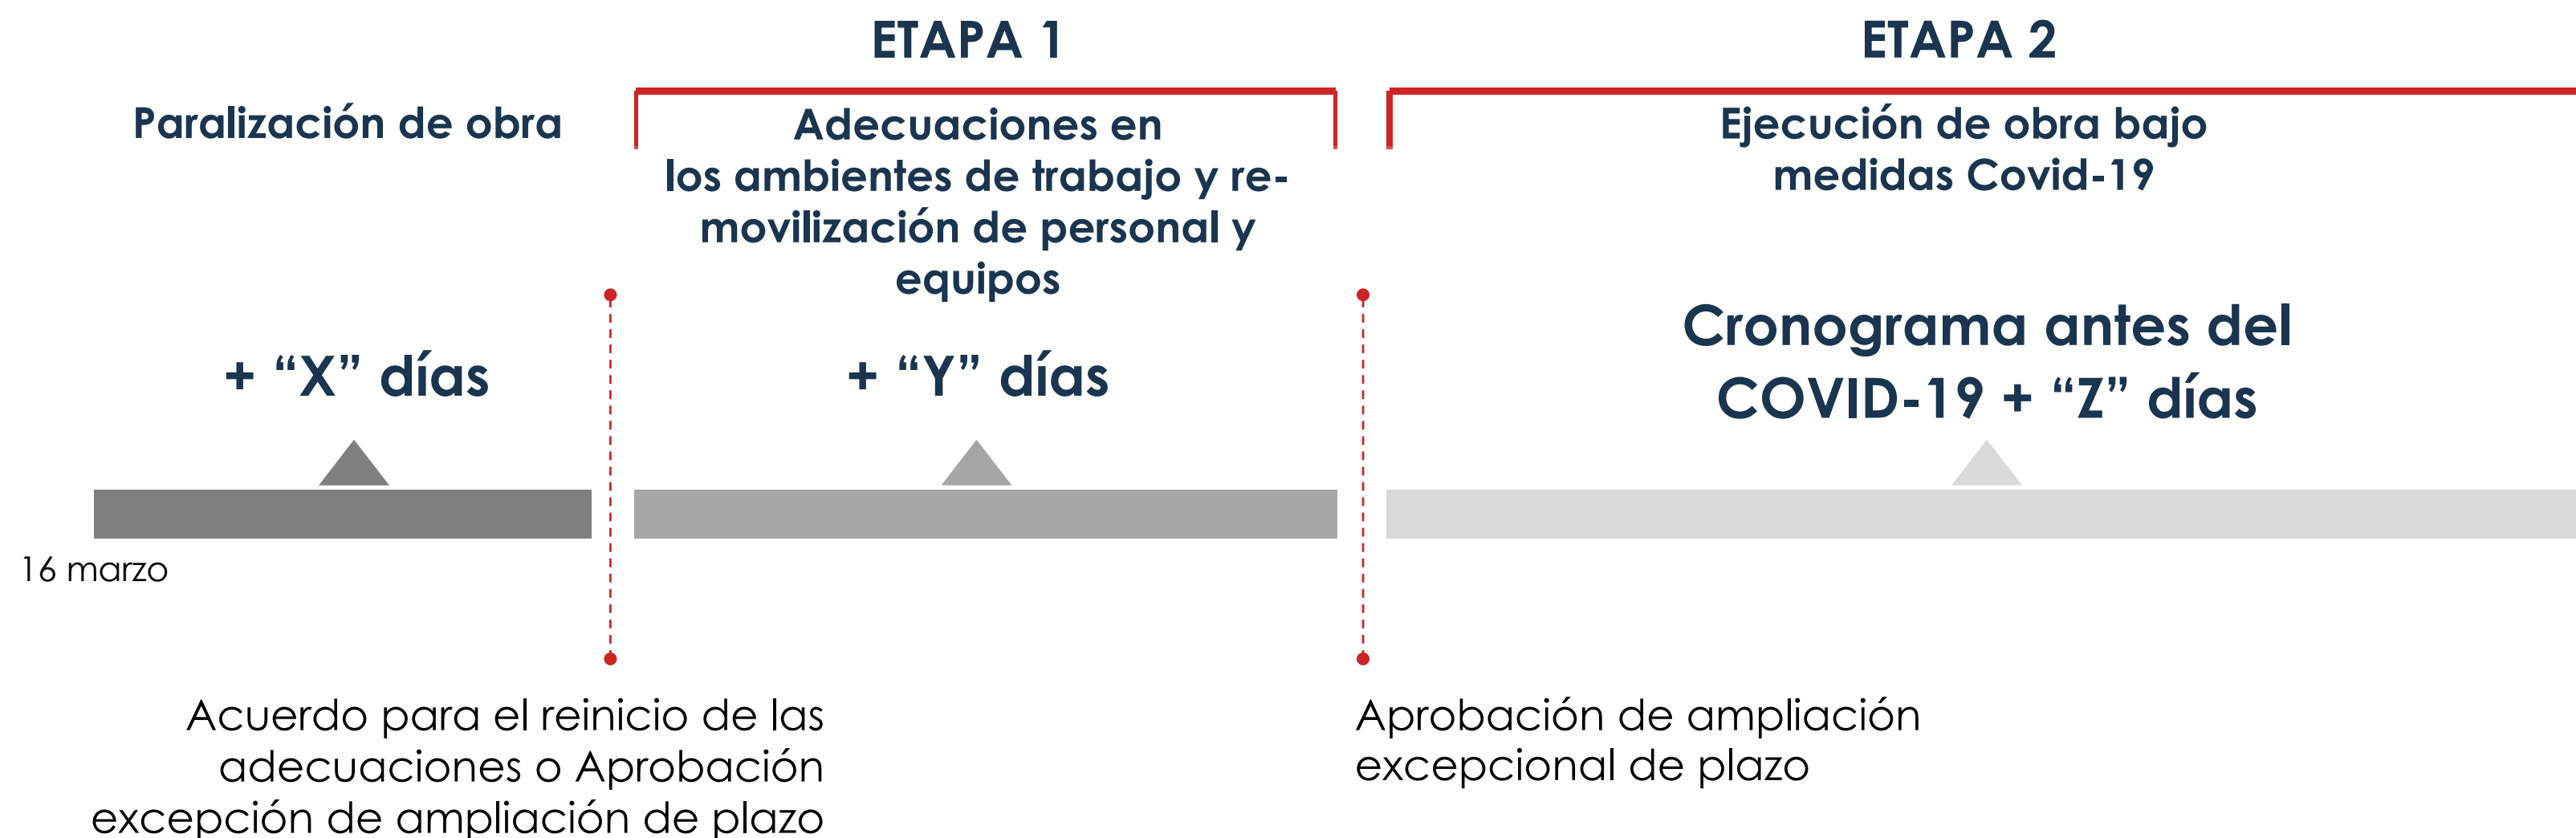 ETAPA 1
ETAPA 2
Paralización de obra
Adecuaciones en
los ambientes de trabajo y re-
movilización de personal y
equipos
Ejecución de obra bajo
medidas Covid-19
+ “X” días
+ “Y” días
Cronograma antes del
COVID-19 + “Z” días
16 marzo
Acuerdo para el reinicio de las
adecuaciones o Aprobación
excepción de ampliación de plazo
Aprobación de ampliación
excepcional de plazo